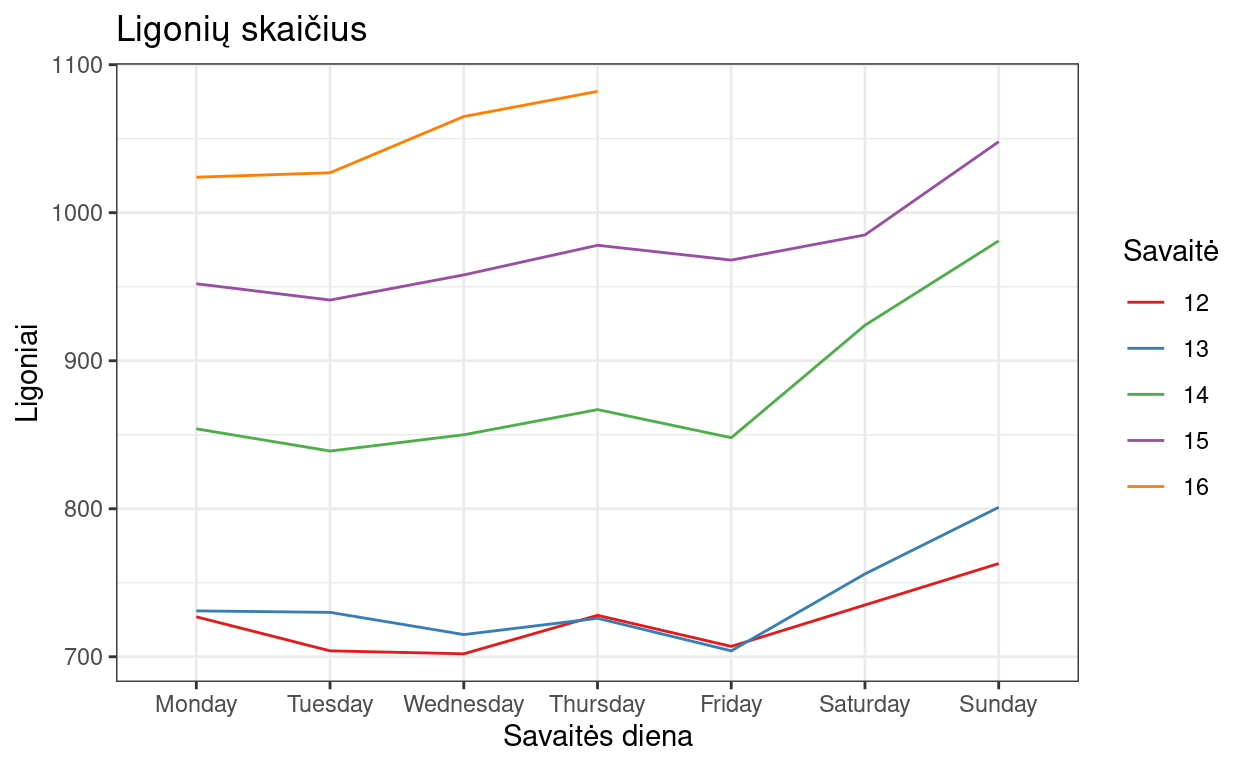 Ligonių skaičius
1100
1000
900
800
700
Ligoniai
Monday Tuesday Wednesday Thursday Friday Saturday Sunday
Savaitės diena
Savaitė
12
13
14
15
16